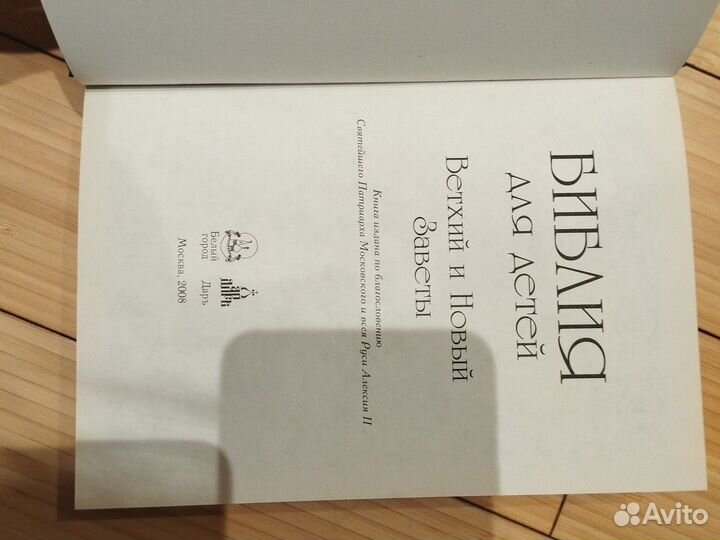 БИБЛИЯ
для детей
Ветхий и Новый
Заветы
Книга издана по благословению
Святейшего Патриарха Московского и всея Руси Алексия II
Белый
город
Даръ
Москва, 2008
Avito